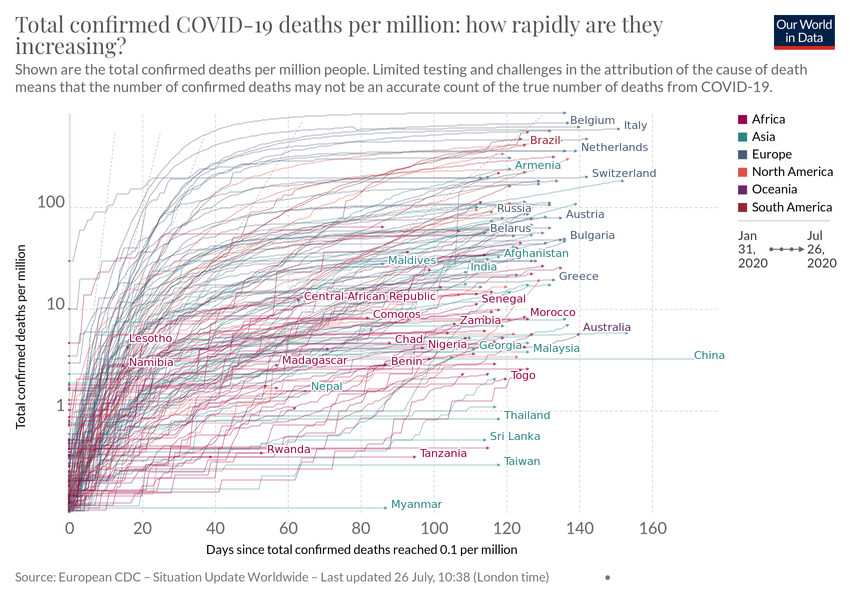 Total confirmed COVID-19 deaths per million: how rapidly are they
increasing?
Our World
in Data
Shown are the total confirmed deaths per million people. Limited testing and challenges in the attribution of the cause of death
means that the number of confirmed deaths may not be an accurate count of the true number of deaths from COVID-19.
Africa
Asia
Europe
North America
Oceania
South America
Jan
31,
2020
Jul
26,
2020
Total confirmed deaths per million
100
10
1
Belgium
Italy
Brazil
Netherlands
Armenia
Switzerland
Russia
Austria
Belarus
Bulgaria
Afghanistan
Maldives
India
Greece
Central African Republic
Senegal
Comoros
Morocco
Zambia
Australia
Lesotho
Chad
Nigeria
Georgia
Malaysia
China
Namibia
Madagascar
Benin
Togo
Nepal
Thailand
Sri Lanka
Rwanda
Tanzania
Taiwan
Myanmar
0 20 40 60 80 100 120 140 160
Days since total confirmed deaths reached 0.1 per million
Source: European CDC – Situation Update Worldwide – Last updated 26 July, 10:38 (London time)